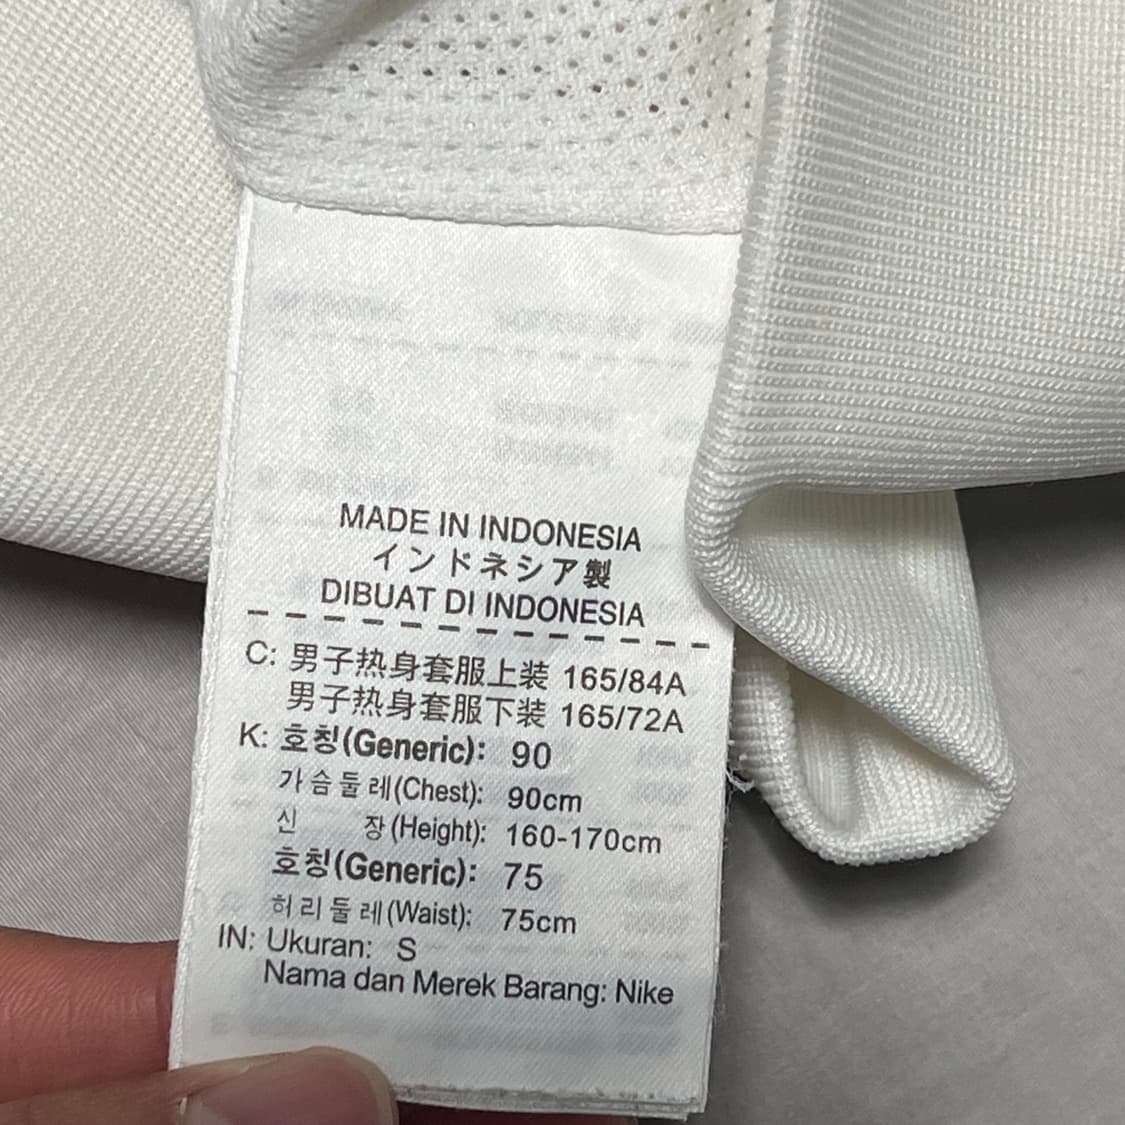 MADE IN INDONESIA
インドネシア製
DIBUAT DI INDONESIA
C: 男子热身套服上装 165/84A
男子热身套服下装 165/72A
K: 호칭(Generic): 90
가슴둘레(Chest): 90cm
신 장(Height): 160-170cm
호칭(Generic): 75
허리둘레(Waist): 75cm
IN: Ukuran: S
Nama dan Merek Barang: Nike